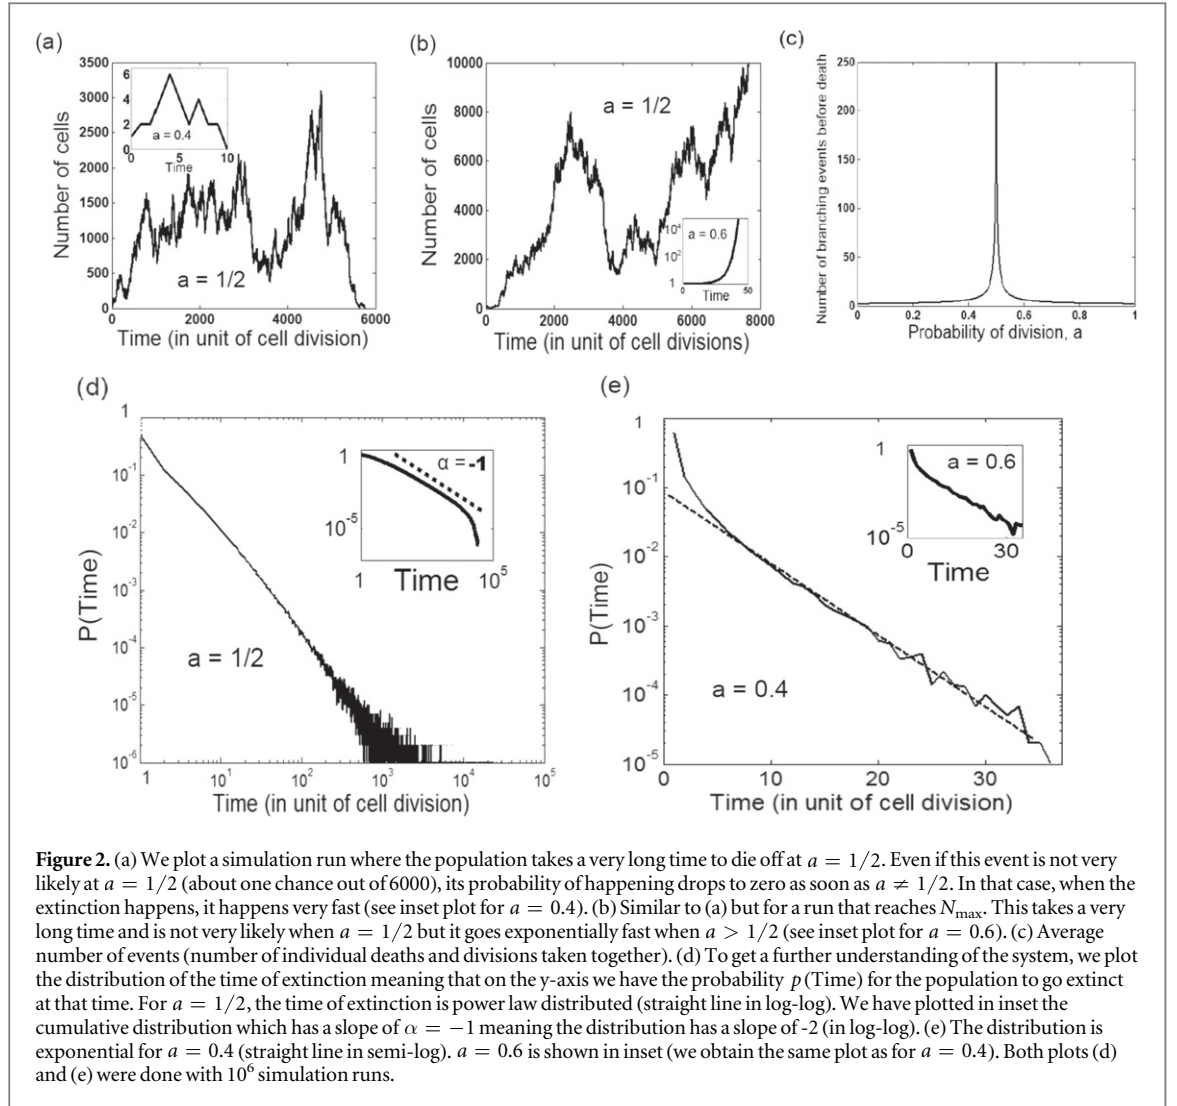 (a)
3500
3000
2500
2000
1500
1000
500
0
Number of cells
6
4
2
0
a = 0.4
0
5
10
Time
a = 1/2
0
2000
4000
6000
Time (in unit of cell division)
(b)
10000
8000
6000
4000
2000
0
Number of cells
a = 1/2
10^4
10^2
1
a = 0.6
0
50
Time
0
2000
4000
6000
8000
Time (in unit of cell divisions)
(c)
250
200
150
100
50
0
Number of branching events before death
0
0.2
0.4
0.6
0.8
1
Probability of division, a
(d)
1
10^-1
10^-2
10^-3
10^-4
10^-5
10^-6
P(Time)
1
10^-5
α = -1
1
Time
10^5
a = 1/2
1
10^1
10^2
10^3
10^4
10^5
Time (in unit of cell division)
(e)
1
10^-1
10^-2
10^-3
10^-4
10^-5
P(Time)
1
10^-5
a = 0.6
0
30
Time
a = 0.4
0
10
20
30
Time (in unit of cell division)
Figure 2. (a) We plot a simulation run where the population takes a very long time to die off at a = 1/2. Even if this event is not very
likely at a = 1/2 (about one chance out of 6000), its probability of happening drops to zero as soon as a ≠ 1/2. In that case, when the
extinction happens, it happens very fast (see inset plot for a = 0.4). (b) Similar to (a) but for a run that reaches Nmax. This takes a very
long time and is not very likely when a = 1/2 but it goes exponentially fast when a > 1/2 (see inset plot for a = 0.6). (c) Average
number of events (number of individual deaths and divisions taken together). (d) To get a further understanding of the system, we plot
the distribution of the time of extinction meaning that on the y-axis we have the probability p(Time) for the population to go extinct
at that time. For a = 1/2, the time of extinction is power law distributed (straight line in log-log). We have plotted in inset the
cumulative distribution which has a slope of α = −1 meaning the distribution has a slope of -2 (in log-log). (e) The distribution is
exponential for a = 0.4 (straight line in semi-log). a = 0.6 is shown in inset (we obtain the same plot as for a = 0.4). Both plots (d)
and (e) were done with 10^6 simulation runs.